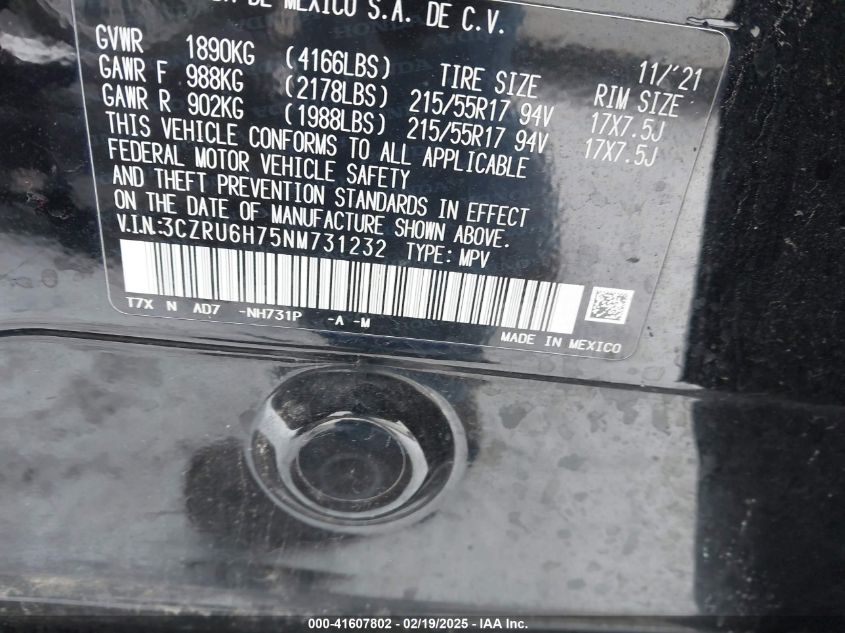 DE MEXICO S.A. DE C.V.
11/'21
GVWR 1890KG (4166LBS) TIRE SIZE RIM SIZE
GAWR F 988KG (2178LBS) 215/55R17 94V 17X7.5J
GAWR R 902KG (1988LBS) 215/55R17 94V 17X7.5J
THIS VEHICLE CONFORMS TO ALL APPLICABLE
FEDERAL MOTOR VEHICLE SAFETY
AND THEFT PREVENTION STANDARDS IN EFFECT
ON THE DATE OF MANUFACTURE SHOWN ABOVE.
V.I.N:3CZRU6H75NM731232 TYPE: MPV
T7X N AD7 -NH731P -A -M
MADE IN MEXICO
000-41607802 - 02/19/2025 - IAA Inc.